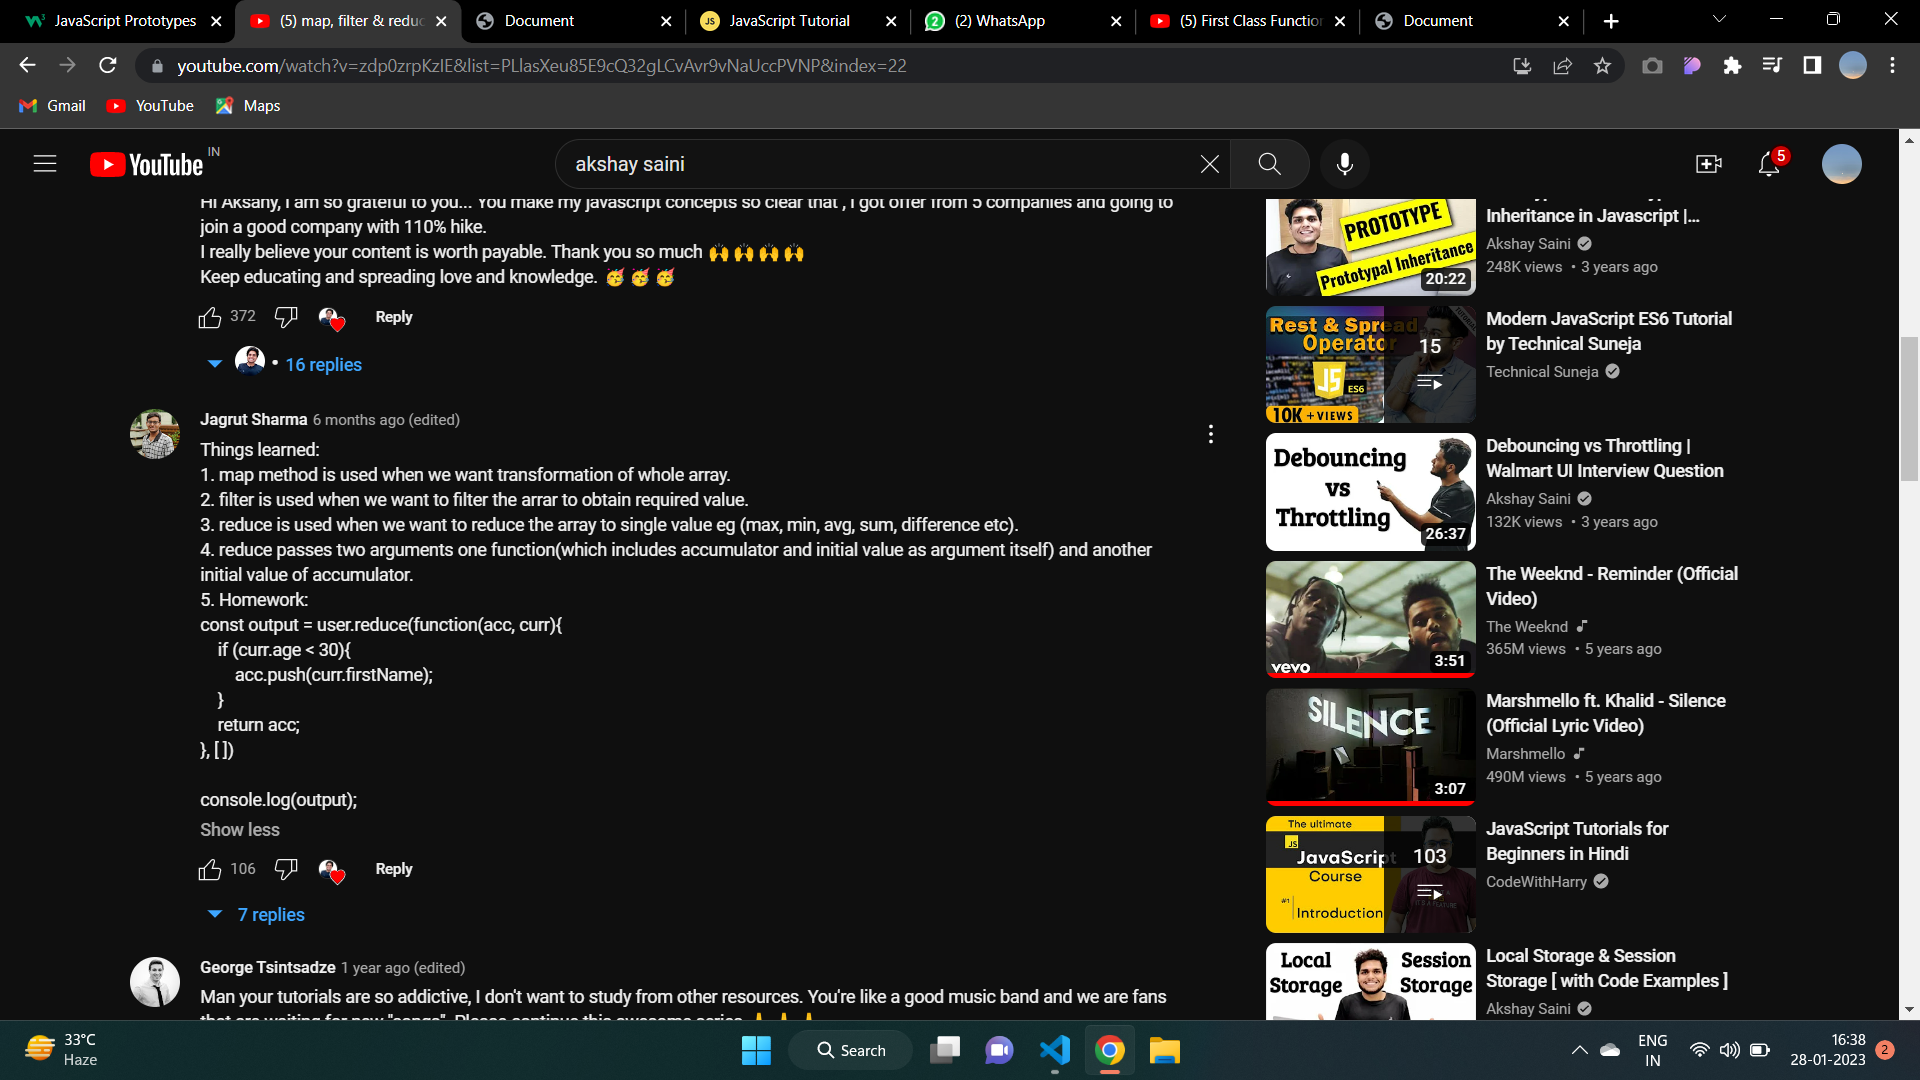 JavaScript Prototypes
(5) map, filter & reduc
Document
JS JavaScript Tutorial
(2) WhatsApp
(5) First Class Function
Document
youtube.com/watch?v=zdp0zrpKzIE&list=PLlasXeu85E9cQ32gLCvAvr9vNaUccPVNP&index=22
Gmail
YouTube
Maps
YouTube IN
akshay saini
5
Hi Akshay, I am so grateful to you... You make my javascript concepts so clear that , I got offer from 5 companies and going to
join a good company with 110% hike.
I really believe your content is worth payable. Thank you so much 🙌 🙌 🙌 🙌
Keep educating and spreading love and knowledge. 🥳 🥳 🥳
372
Reply
• 16 replies
Jagrut Sharma 6 months ago (edited)
Things learned:
1. map method is used when we want transformation of whole array.
2. filter is used when we want to filter the arrar to obtain required value.
3. reduce is used when we want to reduce the array to single value eg (max, min, avg, sum, difference etc).
4. reduce passes two arguments one function(which includes accumulator and initial value as argument itself) and another
initial value of accumulator.
5. Homework:
const output = user.reduce(function(acc, curr){
if (curr.age < 30){
acc.push(curr.firstName);
}
return acc;
}, [ ])
console.log(output);
Show less
106
Reply
7 replies
George Tsintsadze 1 year ago (edited)
Man your tutorials are so addictive, I don't want to study from other resources. You're like a good music band and we are fans
that are waiting for new "songs". Please continue this awesome series
PROTOTYPE
Prototypal Inheritance
20:22
Inheritance in Javascript |...
Akshay Saini
248K views • 3 years ago
Rest & Spread
Operator
JS ES6
10K + VIEWS
15
Modern JavaScript ES6 Tutorial
by Technical Suneja
Technical Suneja
Debouncing
vs
Throttling
26:37
Debouncing vs Throttling |
Walmart UI Interview Question
Akshay Saini
132K views • 3 years ago
vevo
3:51
The Weeknd - Reminder (Official
Video)
The Weeknd
365M views • 5 years ago
SILENCE
3:07
Marshmello ft. Khalid - Silence
(Official Lyric Video)
Marshmello
490M views • 5 years ago
The ultimate
JS
JavaScript
Course
#1 Introduction
103
JavaScript Tutorials for
Beginners in Hindi
CodeWithHarry
Local
Storage
Session
Storage
Local Storage & Session
Storage [ with Code Examples ]
Akshay Saini
33°C
Haze
Search
ENG
IN
16:38
28-01-2023
2